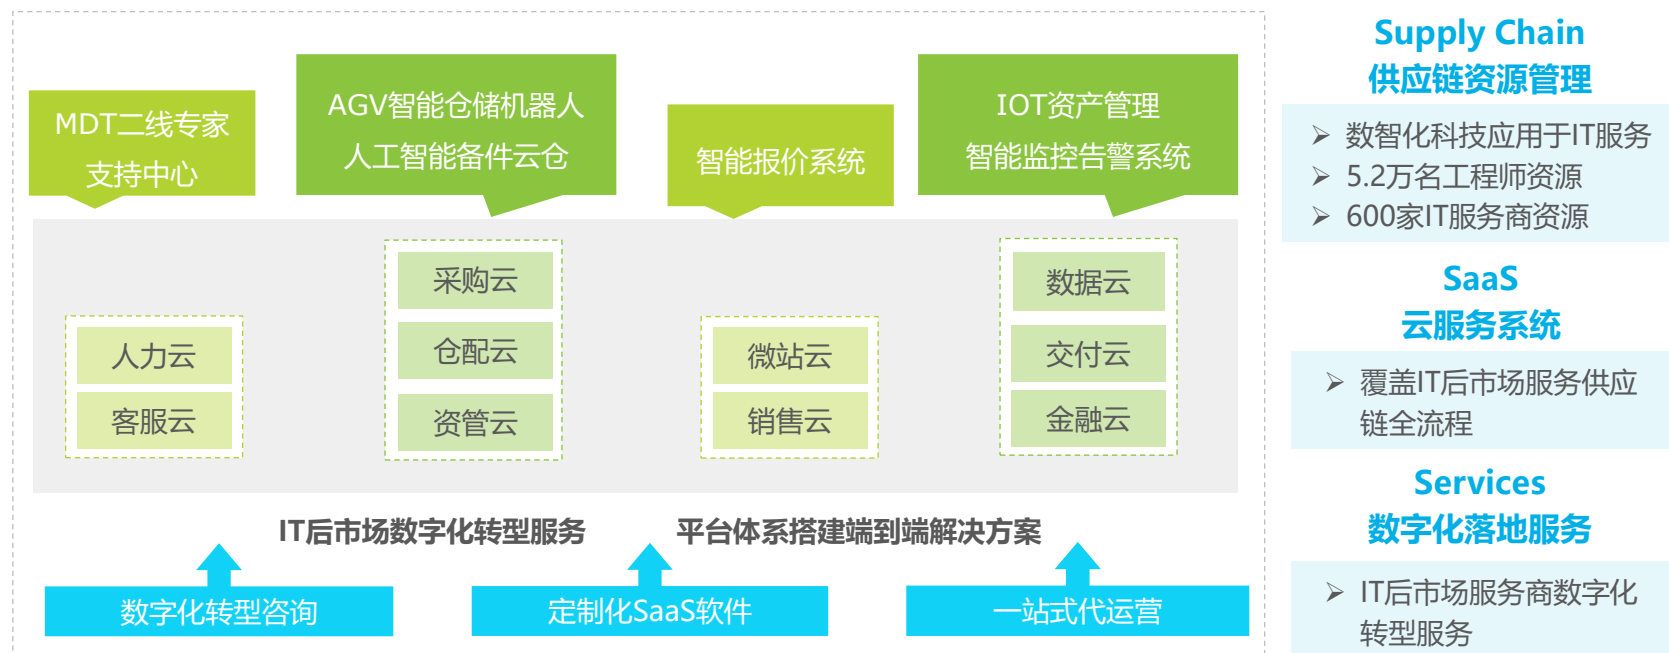 MDT二线专家
支持中心
AGV智能仓储机器人
人工智能备件云仓
智能报价系统
IOT资产管理
智能监控告警系统
人力云
客服云
采购云
仓配云
资管云
微站云
销售云
数据云
交付云
金融云
IT后市场数字化转型服务
平台体系搭建端到端解决方案
数字化转型咨询
定制化SaaS软件
一站式代运营
Supply Chain
供应链资源管理
➢ 数智化科技应用于IT服务
➢ 5.2万名工程师资源
➢ 600家IT服务商资源
SaaS
云服务系统
➢ 覆盖IT后市场服务供应
链全流程
Services
数字化落地服务
➢ IT后市场服务商数字化
转型服务